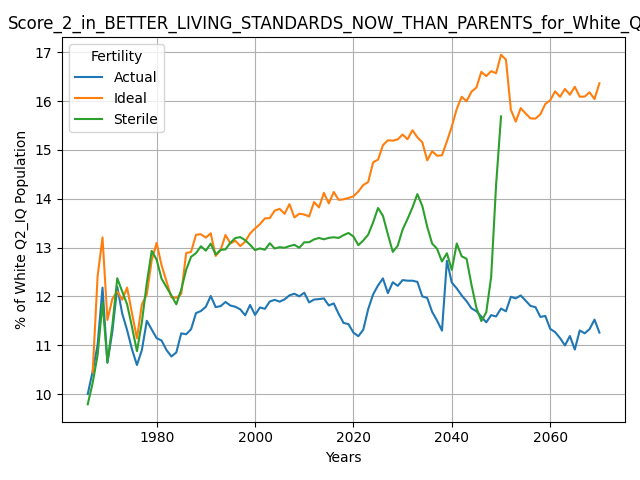 Score_2_in_BETTER_LIVING_STANDARDS_NOW_THAN_PARENTS_for_White_Q
Fertility
Actual
Ideal
Sterile
17
16
15
14
13
12
11
10
% of White Q2_IQ Population
1980
2000
2020
2040
2060
Years